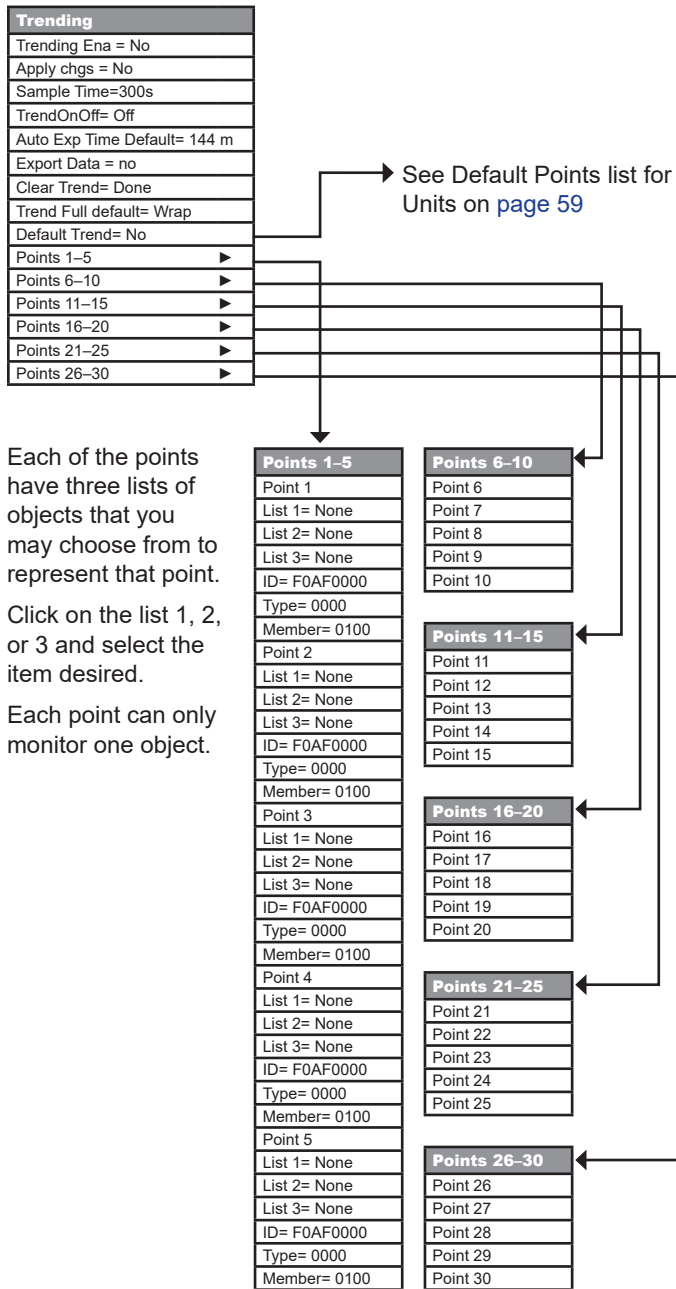 Trending
Trending Ena = No
Apply chgs = No
Sample Time=300s
TrendOnOff= Off
Auto Exp Time Default= 144 m
Export Data = no
Clear Trend= Done
Trend Full default= Wrap
Default Trend= No
Points 1–5 ►
Points 6–10 ►
Points 11–15 ►
Points 16–20 ►
Points 21–25 ►
Points 26–30 ►
See Default Points list for
Units on page 59
Each of the points
have three lists of
objects that you
may choose from to
represent that point.
Click on the list 1, 2,
or 3 and select the
item desired.
Each point can only
monitor one object.
Points 1–5
Point 1
List 1= None
List 2= None
List 3= None
ID= F0AF0000
Type= 0000
Member= 0100
Point 2
List 1= None
List 2= None
List 3= None
ID= F0AF0000
Type= 0000
Member= 0100
Point 3
List 1= None
List 2= None
List 3= None
ID= F0AF0000
Type= 0000
Member= 0100
Point 4
List 1= None
List 2= None
List 3= None
ID= F0AF0000
Type= 0000
Member= 0100
Point 5
List 1= None
List 2= None
List 3= None
ID= F0AF0000
Type= 0000
Member= 0100
Points 6–10
Point 6
Point 7
Point 8
Point 9
Point 10
Points 11–15
Point 11
Point 12
Point 13
Point 14
Point 15
Points 16–20
Point 16
Point 17
Point 18
Point 19
Point 20
Points 21–25
Point 21
Point 22
Point 23
Point 24
Point 25
Points 26–30
Point 26
Point 27
Point 28
Point 29
Point 30